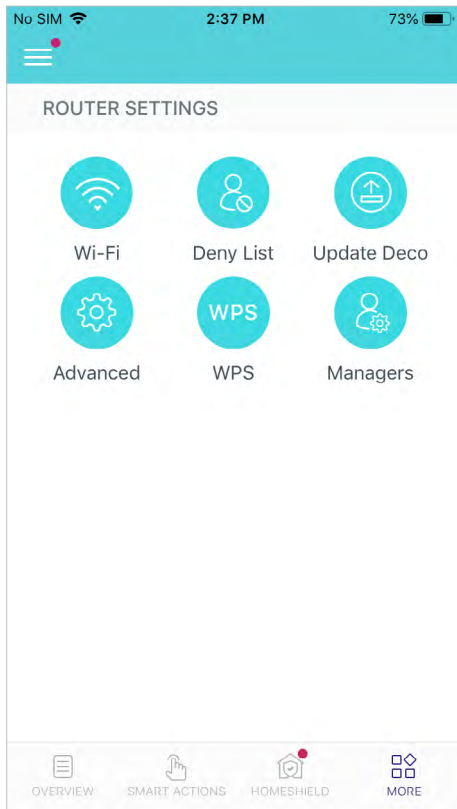 No SIM 2:37 PM 73%
ROUTER SETTINGS
Wi-Fi Deny List Update Deco
WPS
Advanced WPS Managers
OVERVIEW SMART ACTIONS HOMESHIELD MORE